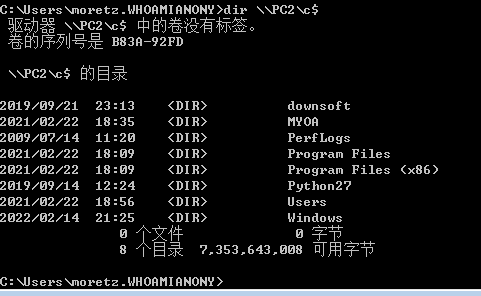 C:\Users\moretz.WHOAMIANONY>dir \\PC2\c$
驱动器 \\PC2\c$ 中的卷没有标签。
卷的序列号是 B83A-92FD
\\PC2\c$ 的目录
2019/09/21  23:13    <DIR>          downsoft
2021/02/22  18:35    <DIR>          MYOA
2009/07/14  11:20    <DIR>          PerfLogs
2021/02/22  18:09    <DIR>          Program Files
2021/02/22  18:09    <DIR>          Program Files (x86)
2019/09/14  12:24    <DIR>          Python27
2021/02/22  18:56    <DIR>          Users
2022/02/14  21:25    <DIR>          Windows
0 个文件              0 字节
8 个目录  7,353,643,008 可用字节
C:\Users\moretz.WHOAMIANONY>